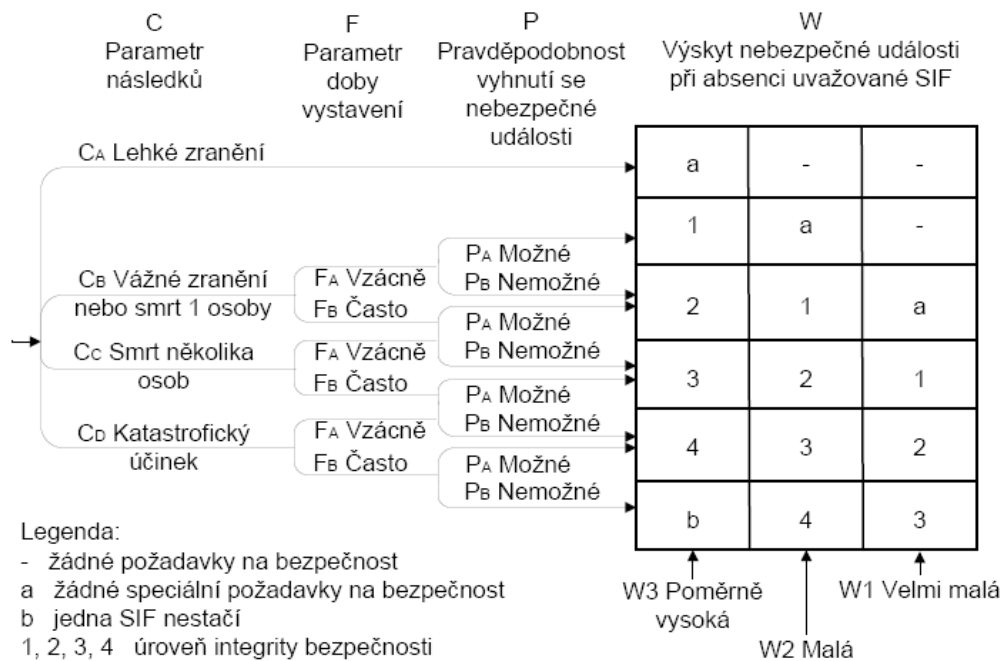 C
Parametr
následků
F
Parametr
doby
vystavení
P
Pravděpodobnost
vyhnutí se
nebezpečné
události
W
Výskyt nebezpečné události
při absenci uvažované SIF
CA Lehké zranění
CB Vážné zranění
nebo smrt 1 osoby
CC Smrt několika
osob
CD Katastrofický
účinek
FA Vzácně
FB Často
FA Vzácně
FB Často
FA Vzácně
FB Často
PA Možné
PB Nemožné
PA Možné
PB Nemožné
PA Možné
PB Nemožné
PA Možné
PB Nemožné
a - -
1 a -
2 1 a
3 2 1
4 3 2
b 4 3
W3 Poměrně
vysoká
W2 Malá
W1 Velmi malá
Legenda:
- žádné požadavky na bezpečnost
a žádné speciální požadavky na bezpečnost
b jedna SIF nestačí
1, 2, 3, 4 úroveň integrity bezpečnosti